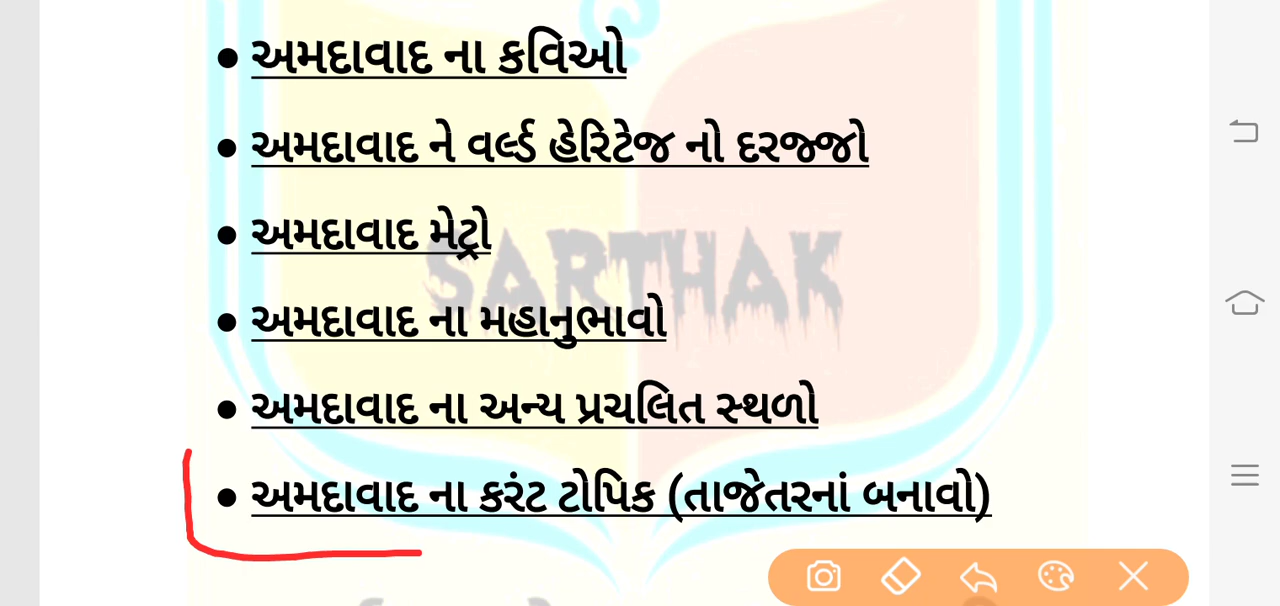 • અમદાવાદ ના કવિઓ
• અમદાવાદ ને વર્લ્ડ હેરિટેજ નો દરજ્જો
• અમદાવાદ મેટ્રો
SARTHAK
• અમદાવાદ ના મહાનુભાવો
• અમદાવાદ ના અન્ય પ્રચલિત સ્થળો
• અમદાવાદ ના કરંટ ટોપિક (તાજેતરનાં બનાવો)